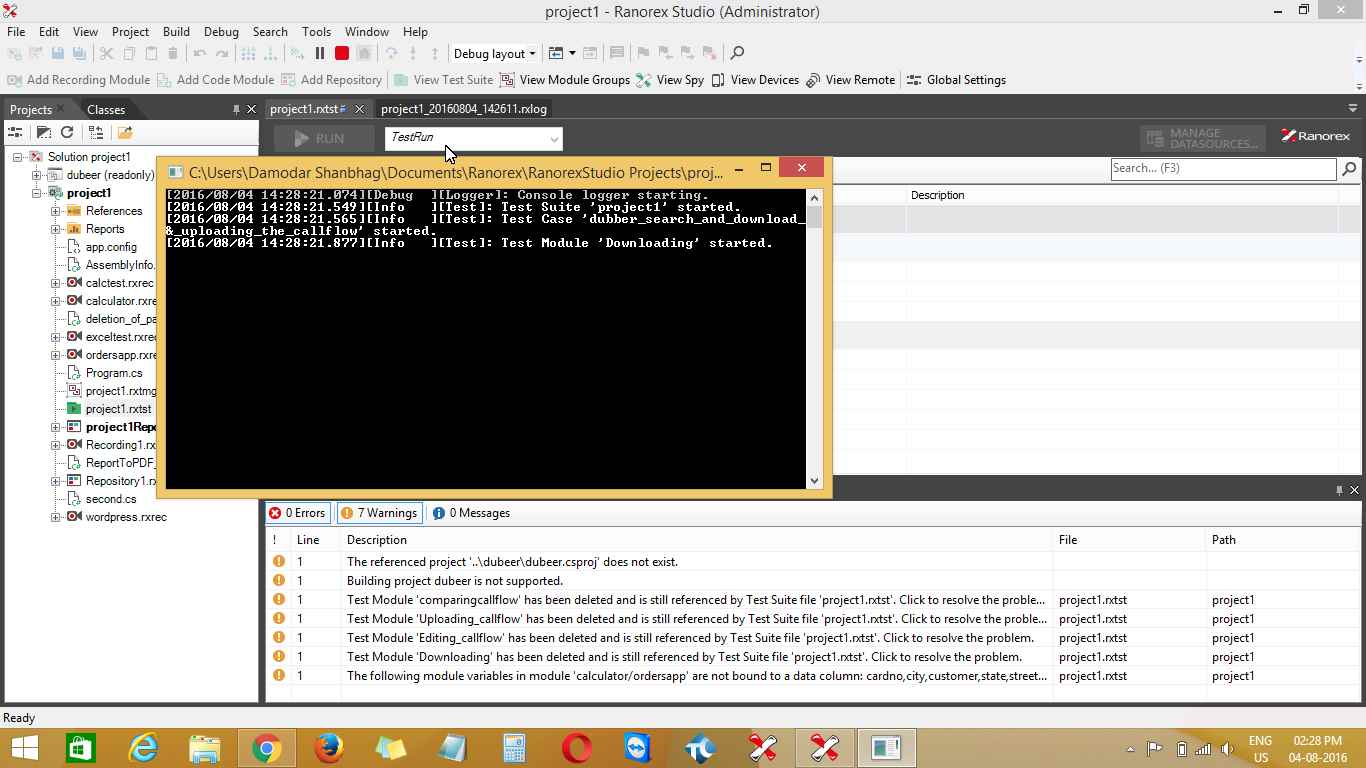 project1 - Ranorex Studio (Administrator)
File Edit View Project Build Debug Search Tools Window Help
Debug layout
Add Recording Module Add Code Module Add Repository View Test Suite View Module Groups View Spy View Devices View Remote Global Settings
Projects Classes project1.rxtst# project1_20160804_142611.rxlog
RUN TestRun MANAGE DATASOURCES... Ranorex
Solution project1
dubeer (readonly)
project1
References
Reports
app.config
AssemblyInfo.
calctest.rxrec
calculator.rxre
deletion_of_pa
exceltest.rxrec
ordersapp.rxre
Program.cs
project1.rxtmg
project1.rxtst
project1Repo
Recording1.rx
ReportToPDF_
Repository1.rx
second.cs
wordpress.rxrec
C:\Users\Damodar Shanbhag\Documents\Ranorex\RanorexStudio Projects\proj...
[2016/08/04 14:28:21.074][Debug  ][Logger]: Console logger starting.
[2016/08/04 14:28:21.549][Info   ][Test]: Test Suite 'project1' started.
[2016/08/04 14:28:21.565][Info   ][Test]: Test Case 'dubber_search_and_download_
&_uploading_the_callflow' started.
[2016/08/04 14:28:21.877][Info   ][Test]: Test Module 'Downloading' started.
Search... (F3)
Description
0 Errors 7 Warnings 0 Messages
! Line Description File Path
1 The referenced project '..\dubeer\dubeer.csproj' does not exist.
1 Building project dubeer is not supported.
1 Test Module 'comparingcallflow' has been deleted and is still referenced by Test Suite file 'project1.rxtst'. Click to resolve the proble... project1.rxtst project1
1 Test Module 'Uploading_callflow' has been deleted and is still referenced by Test Suite file 'project1.rxtst'. Click to resolve the proble... project1.rxtst project1
1 Test Module 'Editing_callflow' has been deleted and is still referenced by Test Suite file 'project1.rxtst'. Click to resolve the problem. project1.rxtst project1
1 Test Module 'Downloading' has been deleted and is still referenced by Test Suite file 'project1.rxtst'. Click to resolve the problem. project1.rxtst project1
1 The following module variables in module 'calculator/ordersapp' are not bound to a data column: cardno,city,customer,state,street... project1.rxtst project1
Ready
ENG 02:28 PM
US 04-08-2016